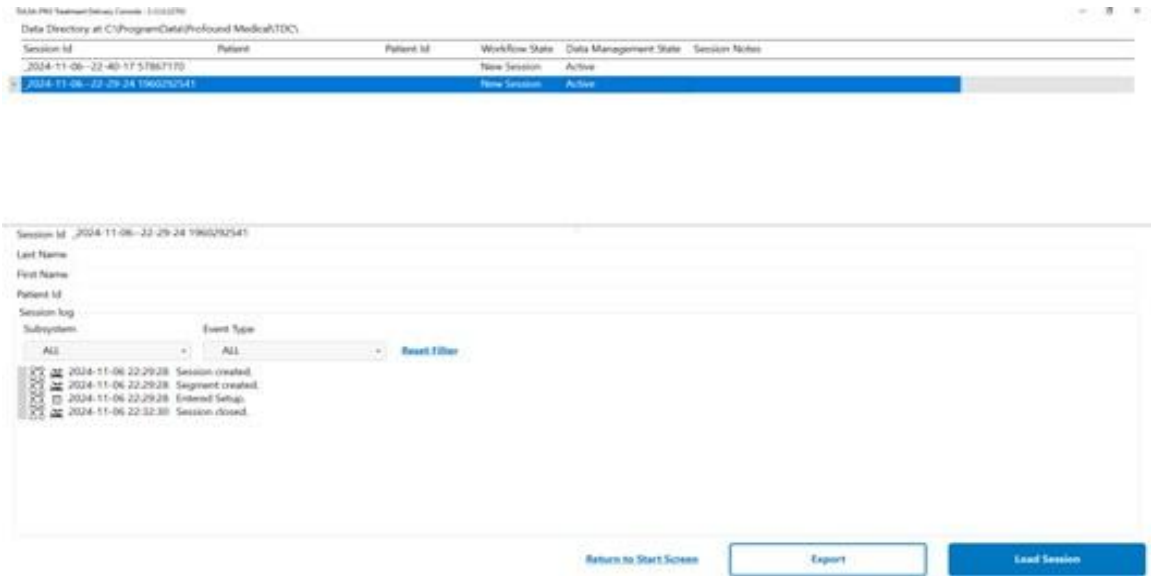 TULSA-PRO Treatment Delivery Console -
Data Directory at C:\ProgramData\Profound Medical\TDC\
Session Id Patient Patient Id Workflow State Data Management State Session Notes
_2024-11-06--22-40-17 57867170 New Session Active
_2024-11-06--22-29-24 1960292541 New Session Active
Session Id _2024-11-06--22-29-24 1960292541
Last Name
First Name
Patient Id
Session log
Subsystem Event Type
ALL ALL Reset Filter
2024-11-06 22:29:28 Session created.
2024-11-06 22:29:28 Segment created.
2024-11-06 22:29:28 Entered Setup.
2024-11-06 22:32:30 Session closed.
Return to Start Screen Export Load Session